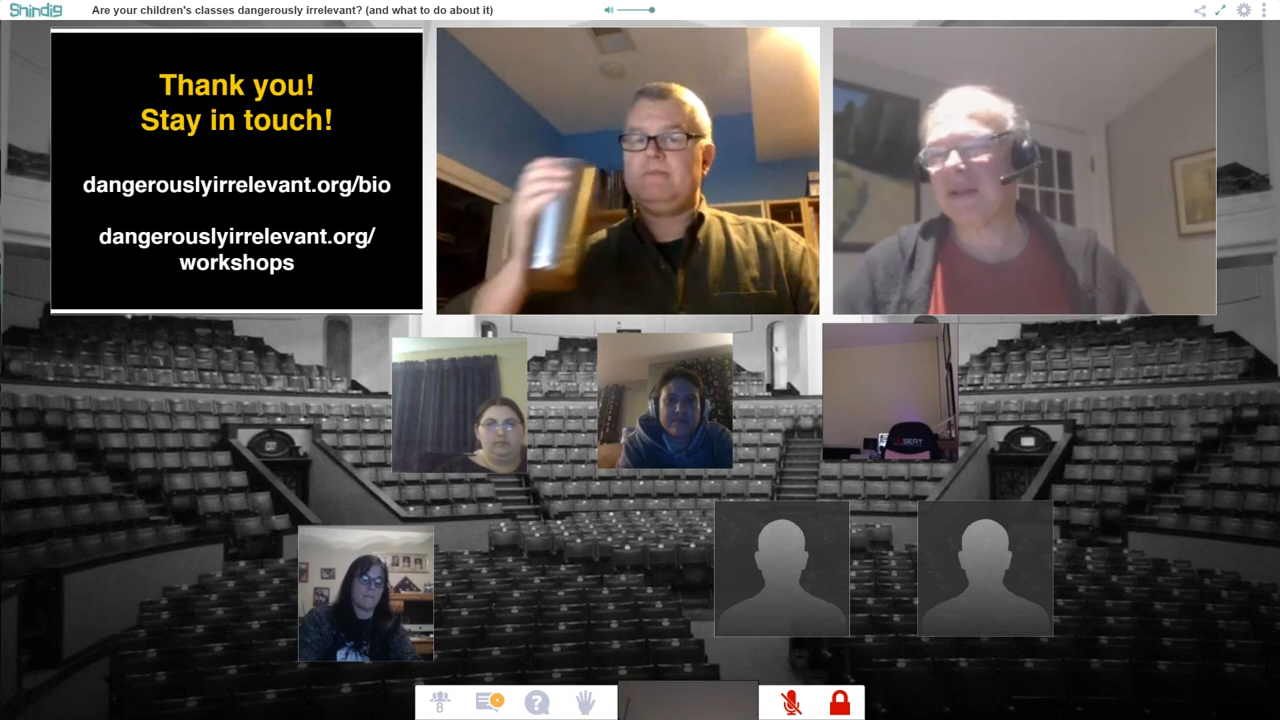 Shindig
Are your children's classes dangerously irrelevant? (and what to do about it)
Thank you!
Stay in touch!
dangerouslyirrelevant.org/bio
dangerouslyirrelevant.org/
workshops
8